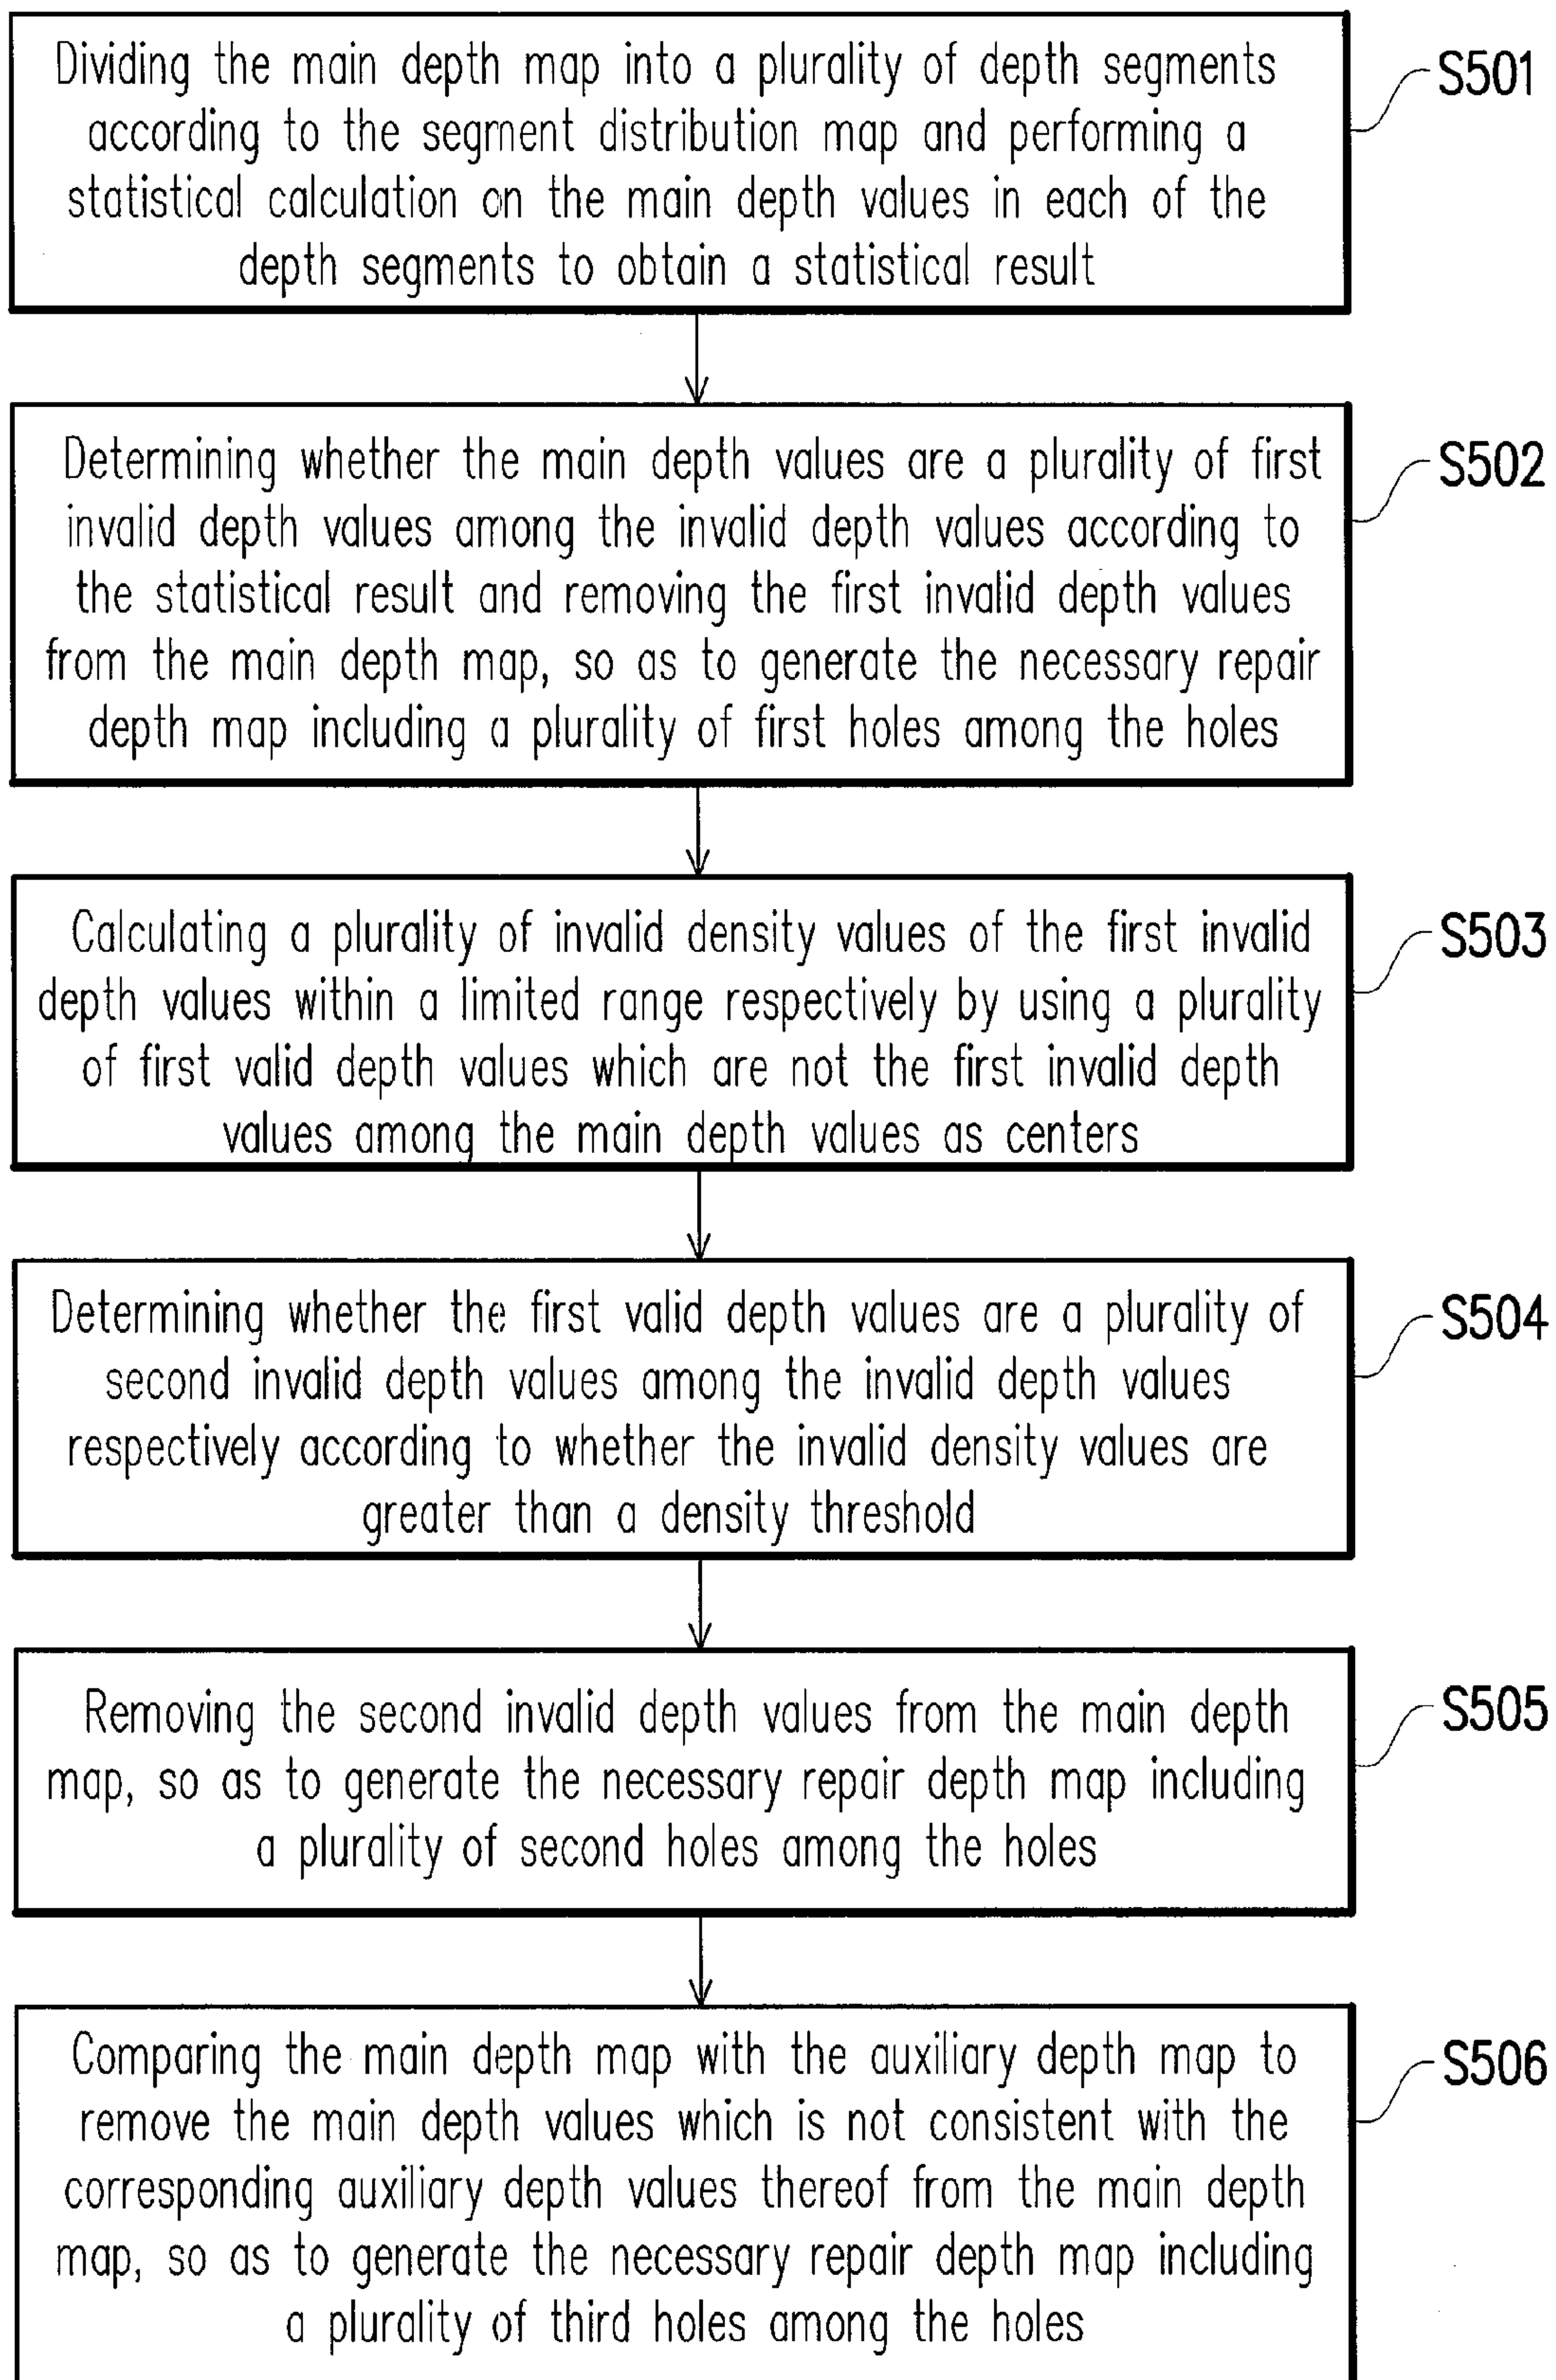 Dividing the main depth map into a plurality of depth segments
according to the segment distribution map and performing a
statistical calculation on the main depth values in each of the
depth segments to obtain a statistical result
S501
Determining whether the main depth values are a plurality of first
invalid depth values among the invalid depth values according to
the statistical result and removing the first invalid depth values
from the main depth map, so as to generate the necessary repair
depth map including a plurality of first holes among the holes
S502
Calculating a plurality of invalid density values of the first invalid
depth values within a limited range respectively by using a plurality
of first valid depth values which are not the first invalid depth
values among the main depth values as centers
S503
Determining whether the first valid depth values are a plurality of
second invalid depth values among the invalid depth values
respectively according to whether the invalid density values are
greater than a density threshold
S504
Removing the second invalid depth values from the main depth
map, so as to generate the necessary repair depth map including
a plurality of second holes among the holes
S505
Comparing the main depth map with the auxiliary depth map to
remove the main depth values which is not consistent with the
corresponding auxiliary depth values thereof from the main depth
map, so as to generate the necessary repair depth map including
a plurality of third holes among the holes
S506